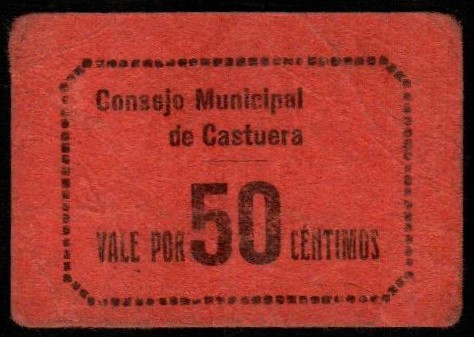 Consejo Municipal
de Castuera
VALE POR 50 CÉNTIMOS